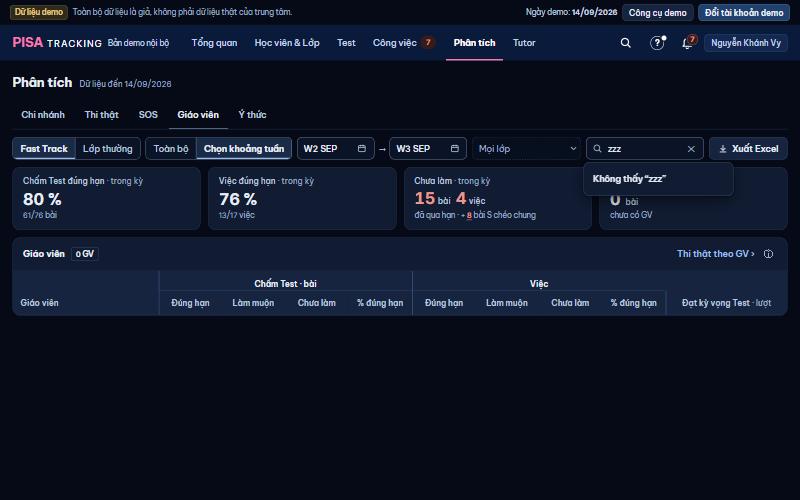 Dữ liệu demo Toàn bộ dữ liệu là giả, không phải dữ liệu thật của trung tâm. Ngày demo: 14/09/2026 Công cụ demo Đổi tài khoản demo
PISA TRACKING Bản demo nội bộ Tổng quan Học viên & Lớp Test Công việc 7 Phân tích Tutor ? 7 Nguyễn Khánh Vy
Phân tích Dữ liệu đến 14/09/2026
Chi nhánh Thi thật SOS Giáo viên Ý thức
Fast Track Lớp thường Toàn bộ Chọn khoảng tuần W2 SEP → W3 SEP Mọi lớp zzz Xuất Excel
Không thấy “zzz”
Chấm Test đúng hạn · trong kỳ
80 %
61/76 bài
Việc đúng hạn · trong kỳ
76 %
13/17 việc
Chưa làm · trong kỳ
15 bài 4 việc
đã qua hạn · + 8 bài S chéo chung
0 bài
chưa có GV
Giáo viên 0 GV Thi thật theo GV ›
Chấm Test · bài Việc
Giáo viên Đúng hạn Làm muộn Chưa làm % đúng hạn Đúng hạn Làm muộn Chưa làm % đúng hạn Đạt kỳ vọng Test · lượt